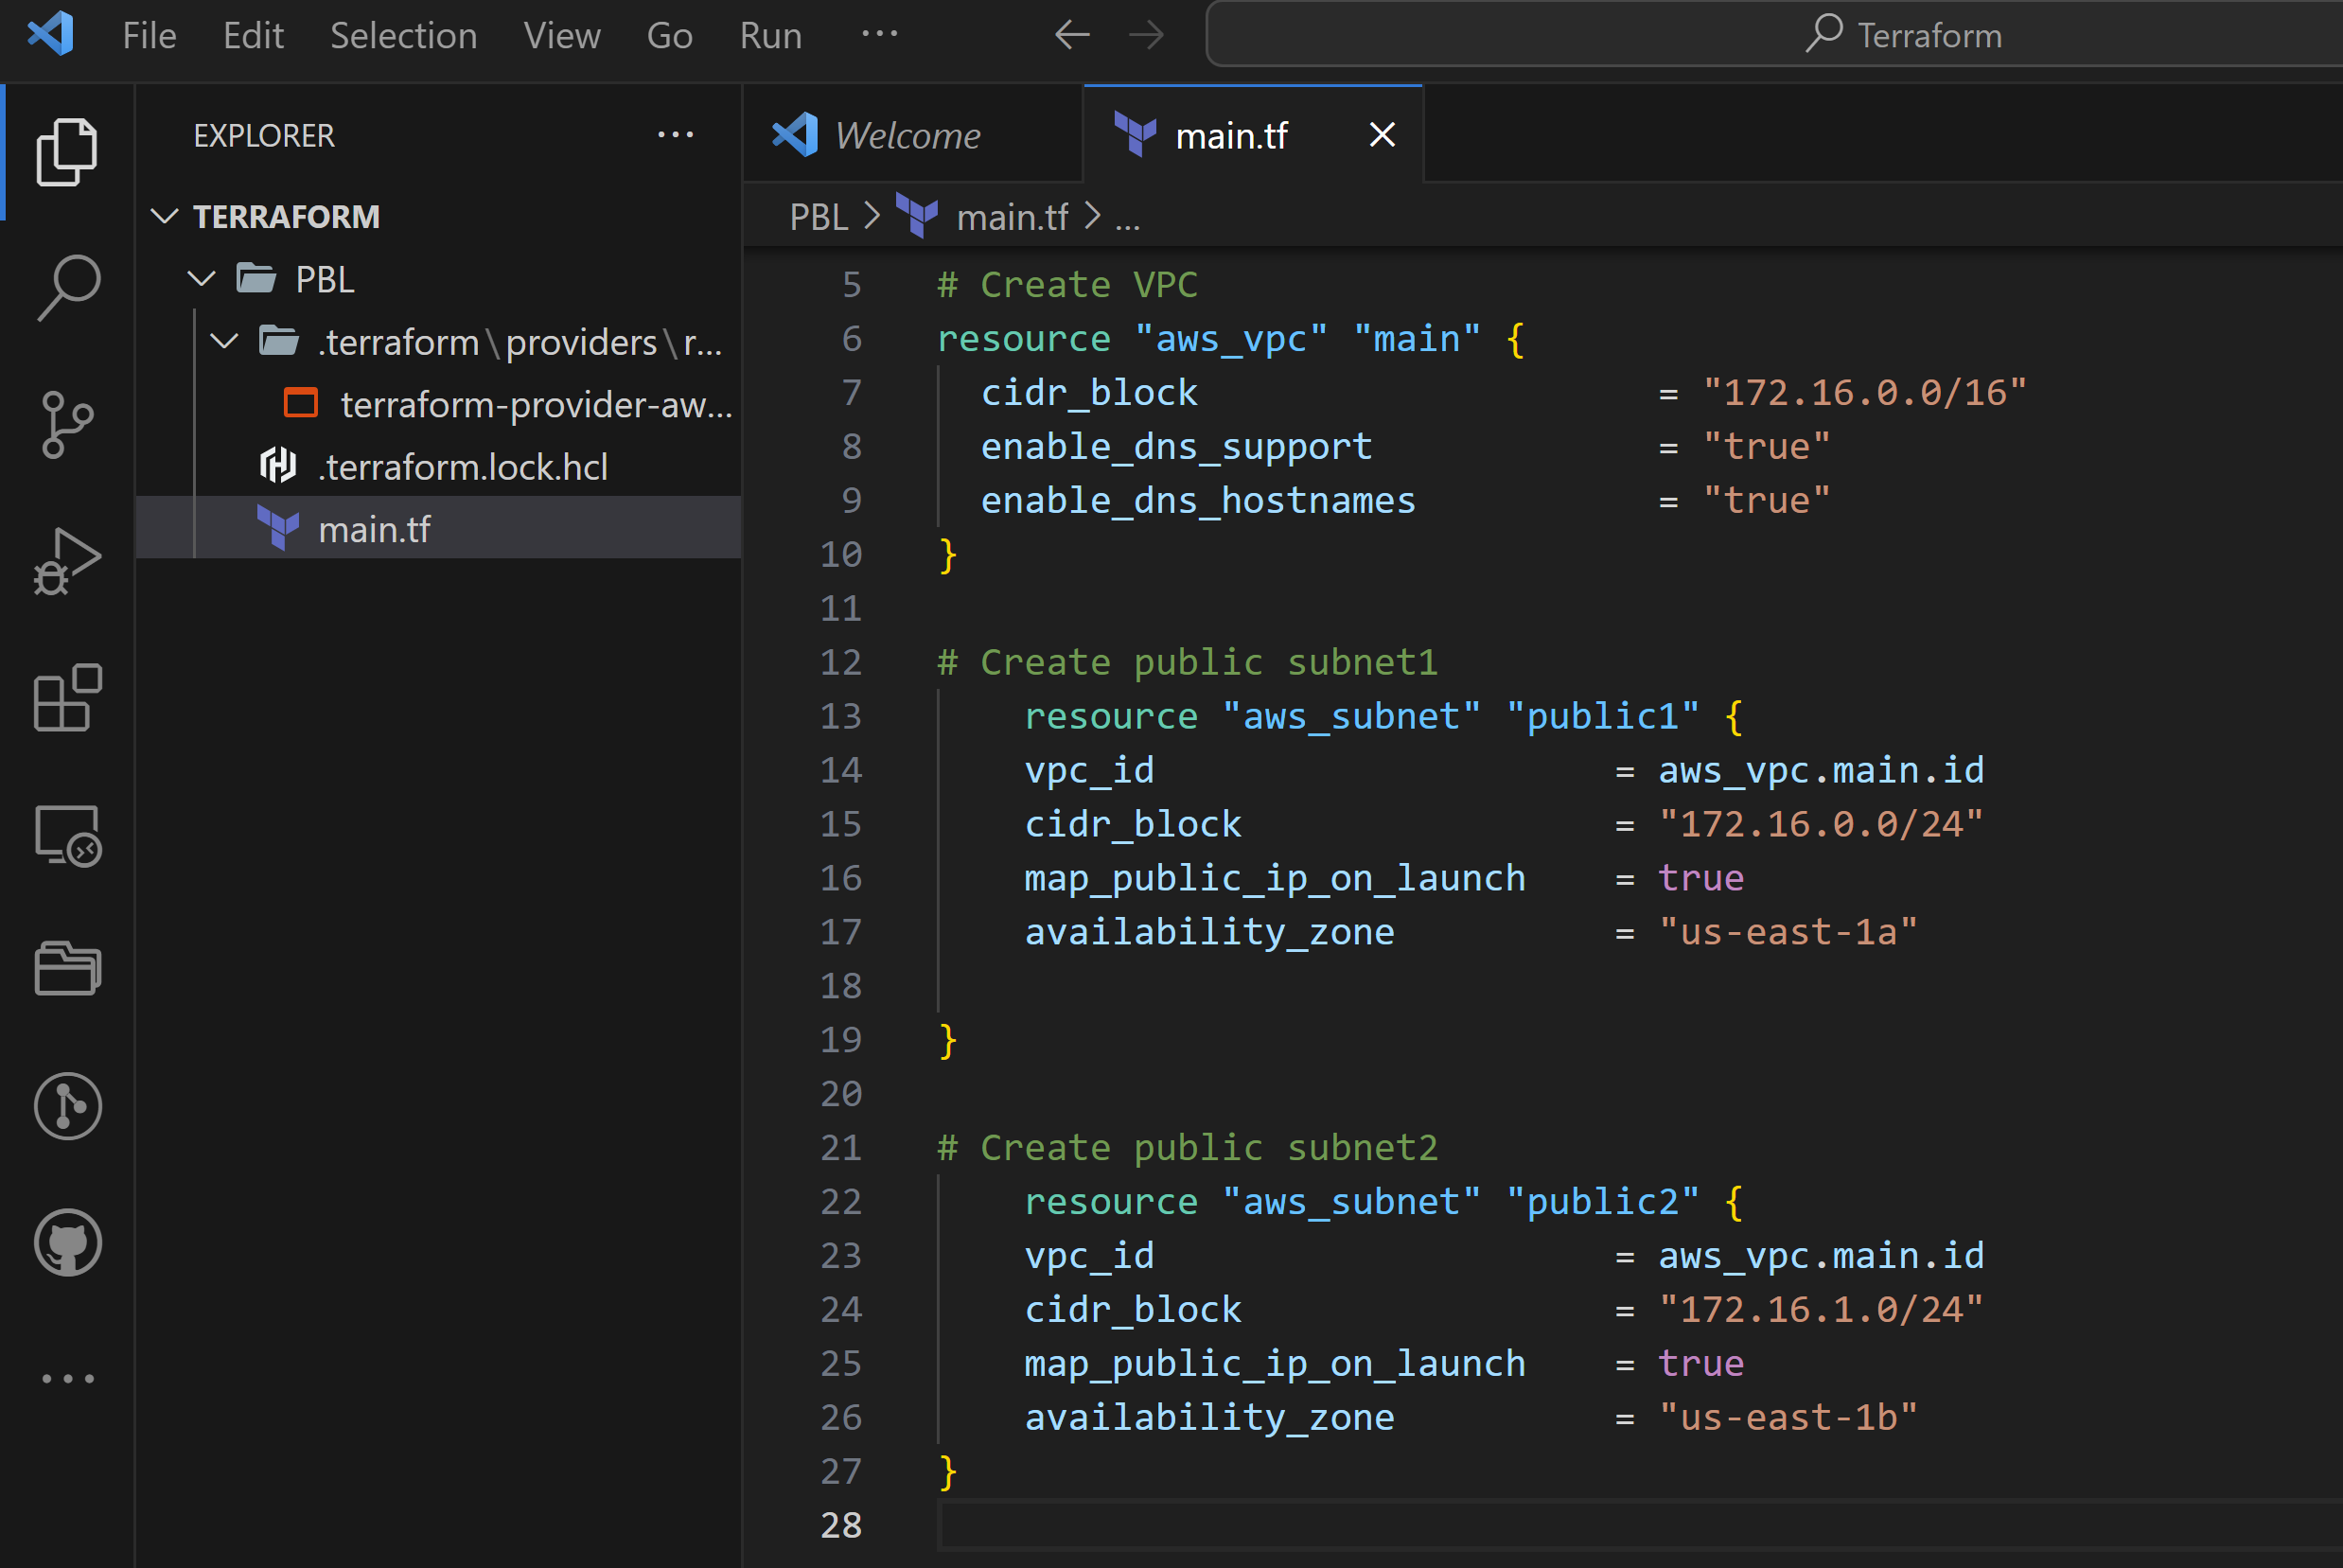 File Edit Selection View Go Run ··· Terraform
EXPLORER ···
TERRAFORM
PBL
.terraform\providers\r...
terraform-provider-aw...
.terraform.lock.hcl
main.tf
Welcome main.tf
PBL > main.tf > ...
5 # Create VPC
6 resource "aws_vpc" "main" {
7 cidr_block = "172.16.0.0/16"
8 enable_dns_support = "true"
9 enable_dns_hostnames = "true"
10 }
11
12 # Create public subnet1
13 resource "aws_subnet" "public1" {
14 vpc_id = aws_vpc.main.id
15 cidr_block = "172.16.0.0/24"
16 map_public_ip_on_launch = true
17 availability_zone = "us-east-1a"
18
19 }
20
21 # Create public subnet2
22 resource "aws_subnet" "public2" {
23 vpc_id = aws_vpc.main.id
24 cidr_block = "172.16.1.0/24"
25 map_public_ip_on_launch = true
26 availability_zone = "us-east-1b"
27 }
28